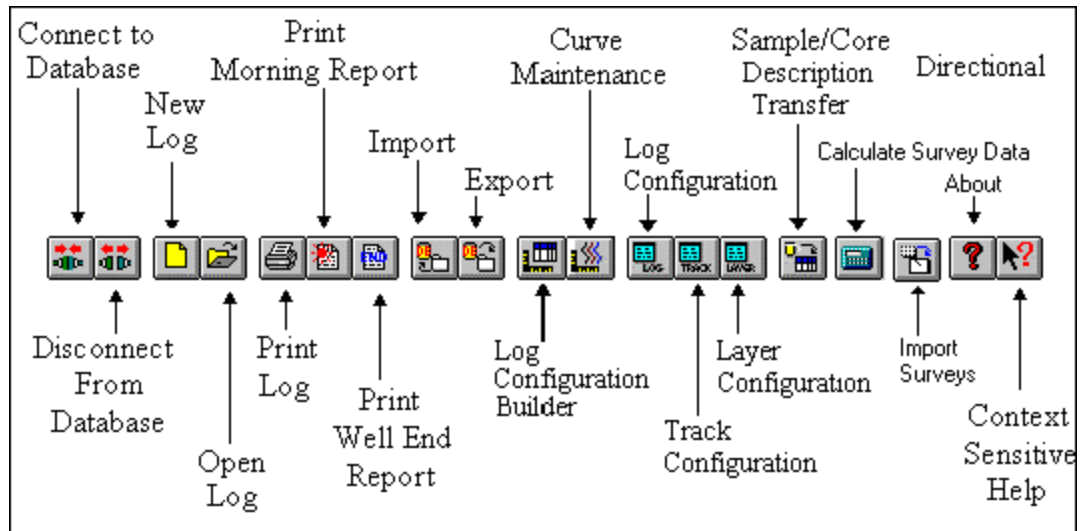 Connect to
Database
New
Log
Print
Morning Report
Import
Export
Curve
Maintenance
Log
Configuration
Sample/Core
Description
Transfer
Directional
Calculate Survey Data
About
END
LOG
TRACK
LAYER
Disconnect
From
Database
Open
Log
Print
Log
Print
Well End
Report
Log
Configuration
Builder
Track
Configuration
Layer
Configuration
Import
Surveys
Context
Sensitive
Help